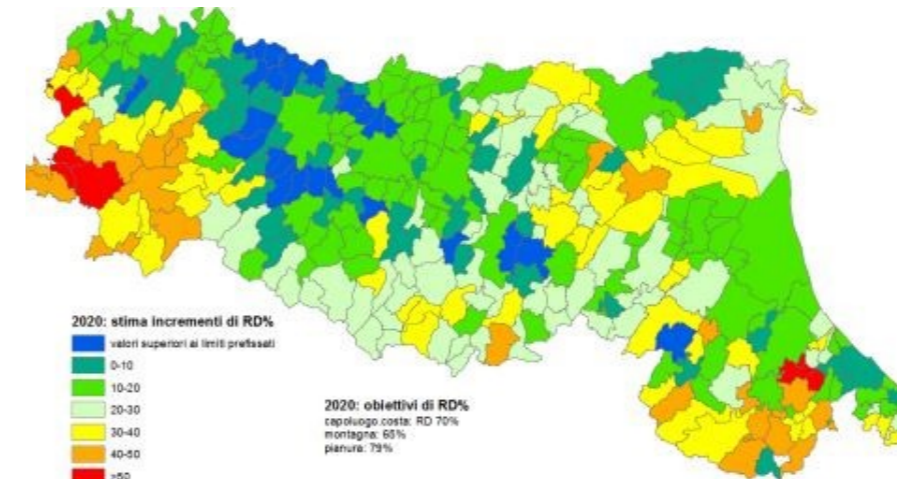 2020: stima incrementi di RD%
valori superiori ai limiti prefissati
0-10
10-20
20-30
30-40
40-50
>50
2020: obiettivi di RD%
capoluogo.costa: RD 70%
montagna: 65%
pianura: 79%